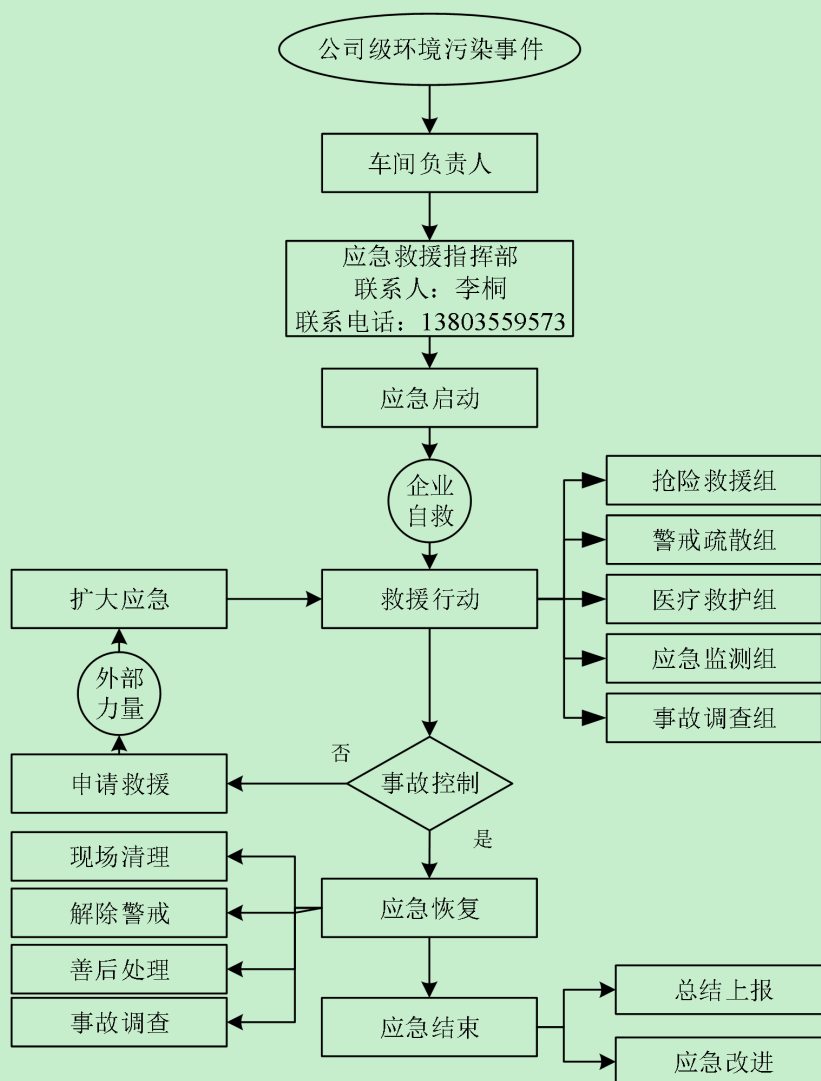 公司级环境污染事件
车间负责人
应急救援指挥部
联系人：李桐
联系电话：13803559573
应急启动
企业
自救
抢险救援组
警戒疏散组
扩大应急
救援行动
医疗救护组
外部
力量
应急监测组
事故调查组
否
申请救援
事故控制
是
现场清理
应急恢复
解除警戒
善后处理
总结上报
事故调查
应急结束
应急改进